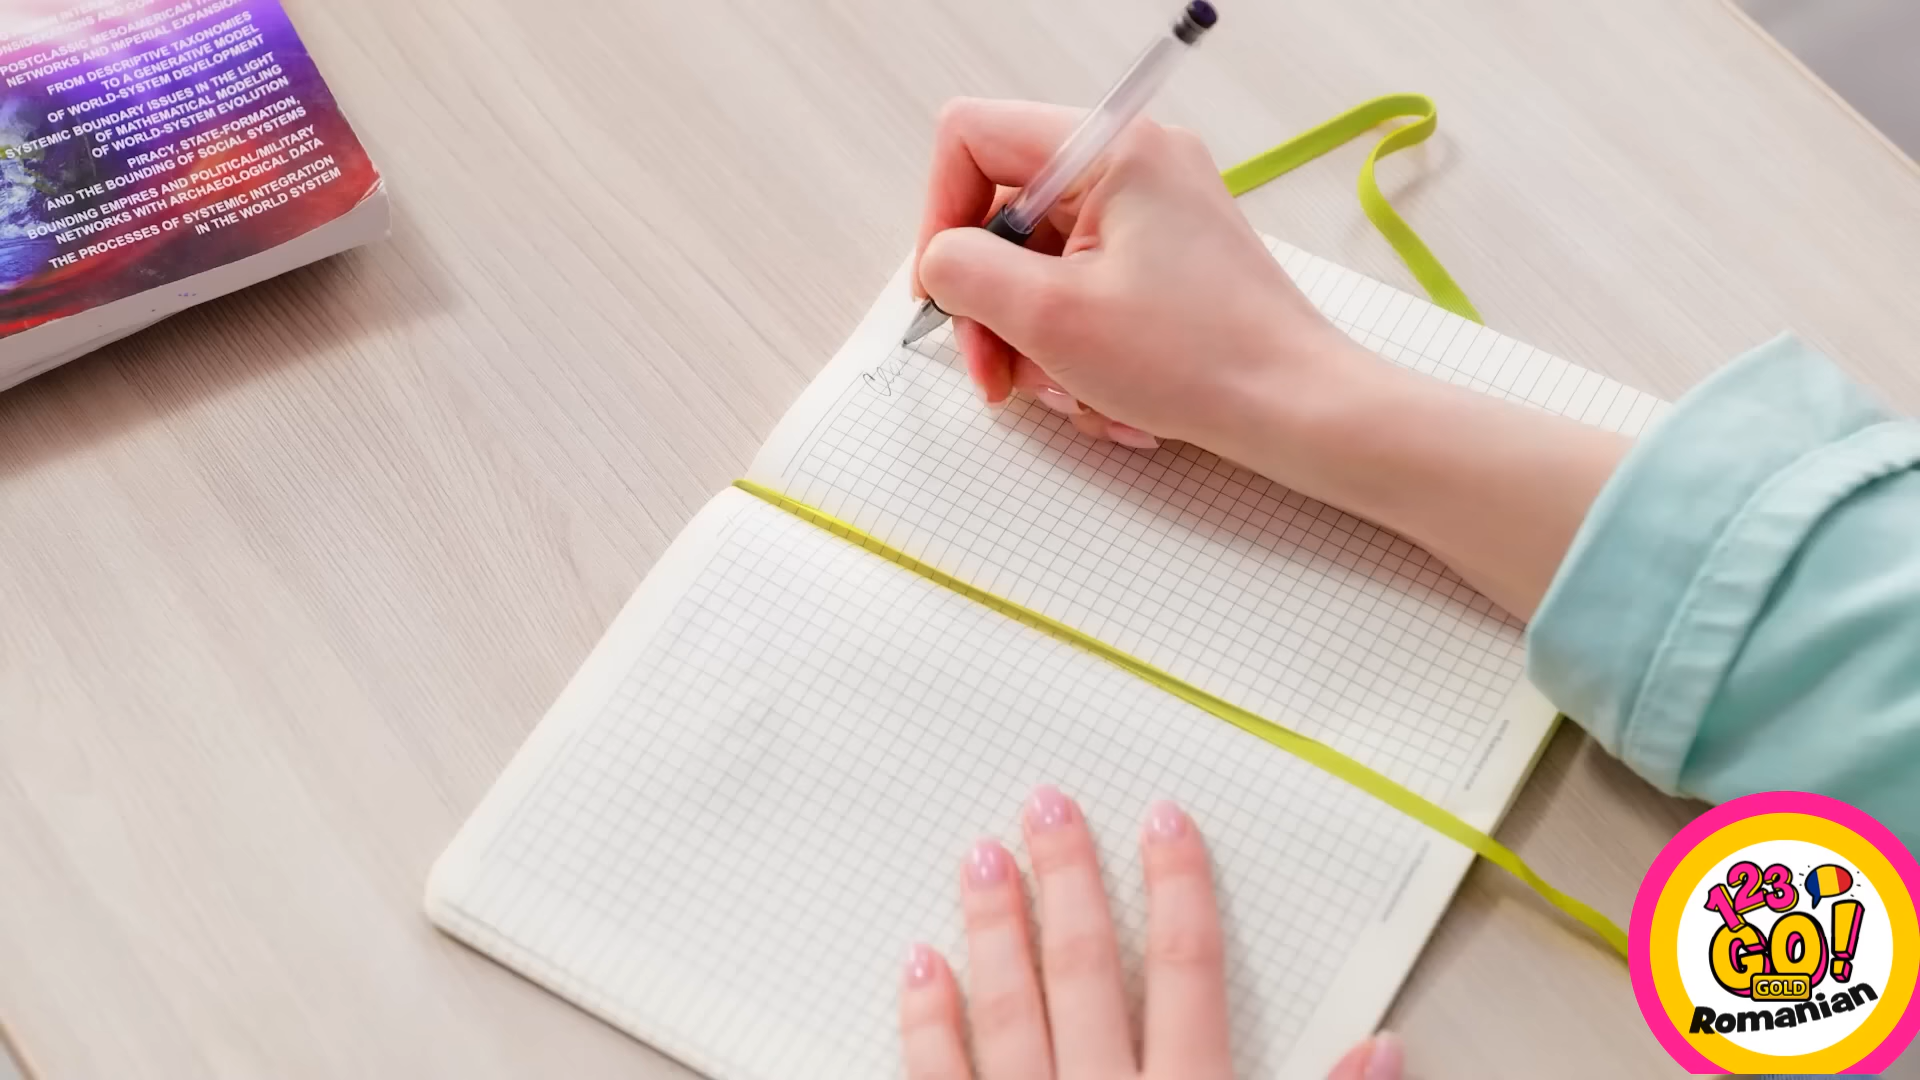 CONSIDERATIONS AND
POSTCLASSIC MESOAMERICAN
NETWORKS AND IMPERIAL EXPANSION
FROM DESCRIPTIVE TAXONOMIES
TO A GENERATIVE MODEL
OF WORLD-SYSTEM DEVELOPMENT
SYSTEMIC BOUNDARY ISSUES IN THE LIGHT
OF MATHEMATICAL MODELING
OF WORLD-SYSTEM EVOLUTION
PIRACY, STATE-FORMATION,
AND THE BOUNDING OF SOCIAL SYSTEMS
BOUNDING EMPIRES AND POLITICAL/MILITARY
NETWORKS WITH ARCHAEOLOGICAL DATA
THE PROCESSES OF SYSTEMIC INTEGRATION
IN THE WORLD SYSTEM
123
GO!
GOLD
Romanian